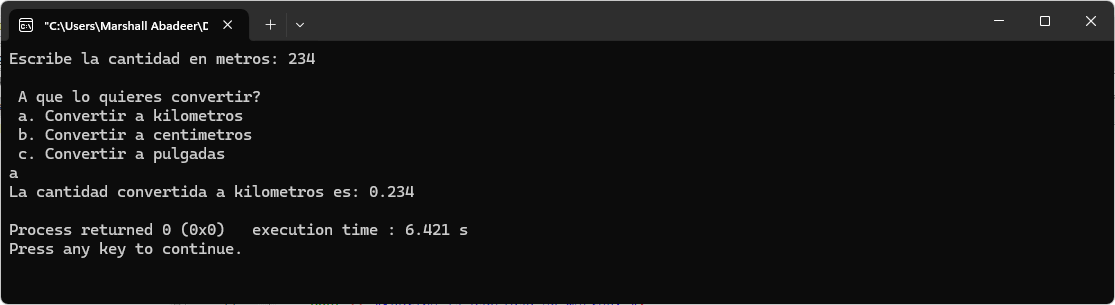 "C:\Users\Marshall Abadeer\D
Escribe la cantidad en metros: 234
A que lo quieres convertir?
a. Convertir a kilometros
b. Convertir a centimetros
c. Convertir a pulgadas
a
La cantidad convertida a kilometros es: 0.234
Process returned 0 (0x0)   execution time : 6.421 s
Press any key to continue.